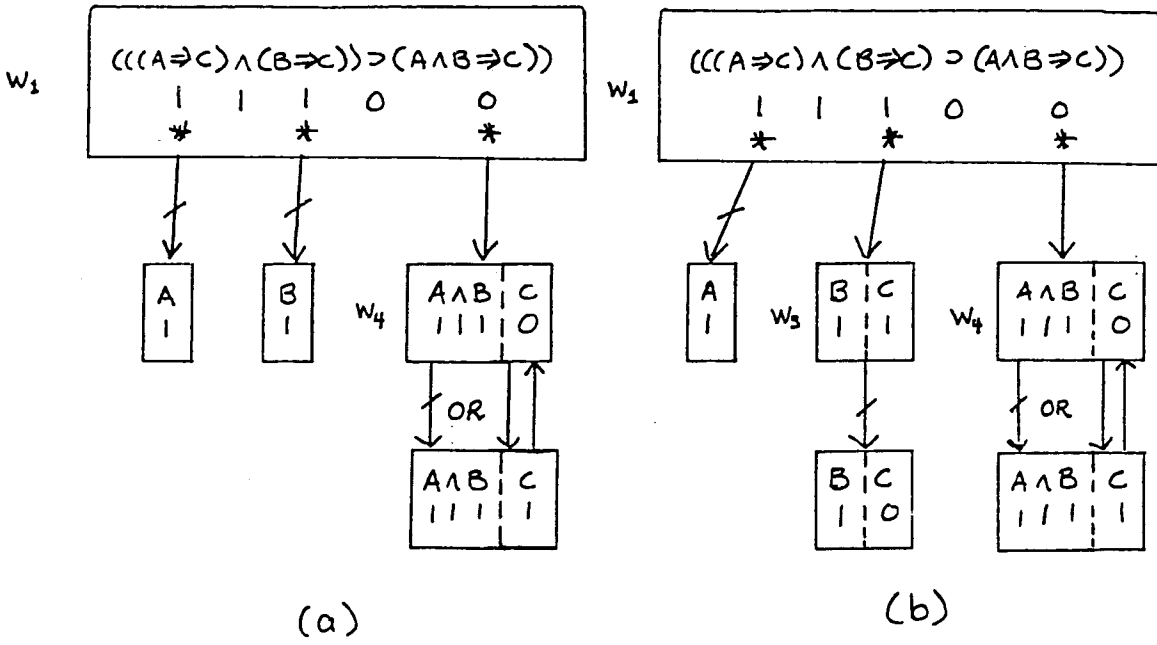 (((A⇒C)∧(B⇒C))⊃(A∧B⇒C))
W₁
1 1 1 0 0
* * *
A
1
B
1
W₄
A∧B C
1 1 1 0
OR
A∧B C
1 1 1 1
(a)
(((A⇒C)∧(B⇒C)⊃(A∧B⇒C))
W₁
1 1 1 0 0
* * *
A
1
B C
W₃
1 1
A∧B C
W₄
1 1 1 0
OR
B C
1 0
A∧B C
1 1 1 1
(b)